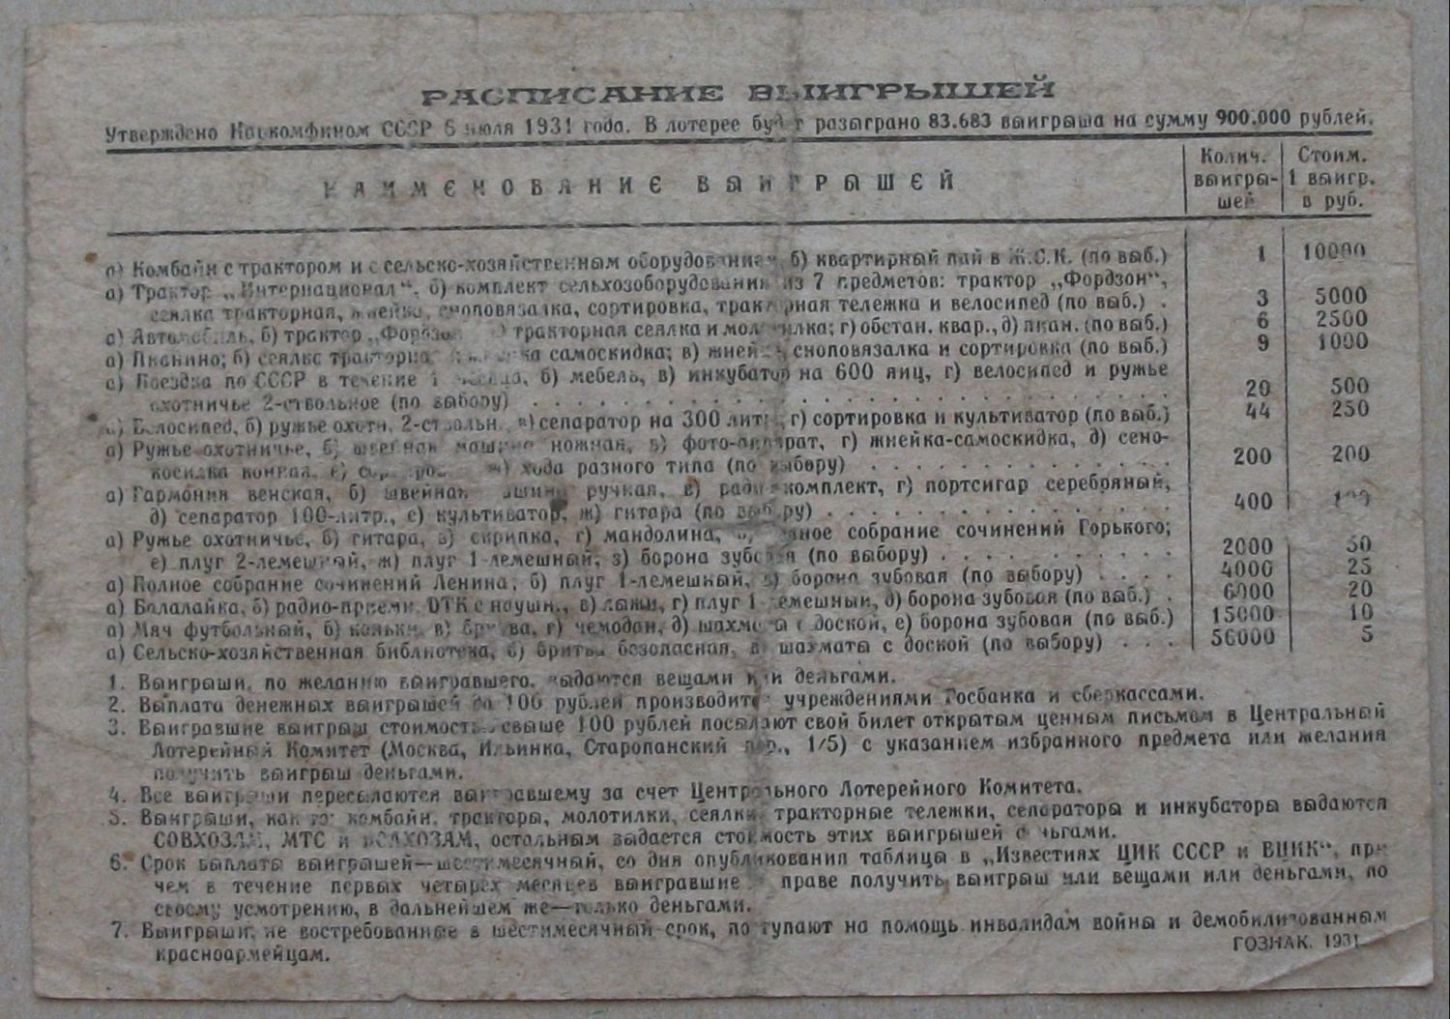 РАСПИСАНИЕ ВЫИГРЫШЕЙ
Утверждено Наркомфином СССР 6 июля 1931 года. В лотерее будет разыграно 83.683 выигрыша на сумму 900.000 рублей.
НАИМЕНОВАНИЕ ВЫИГРЫШЕЙ
Колич. выигры- шей
Стоим. 1 выигр. в руб.
а) Комбайн с трактором и с сельско-хозяйственным оборудованием, б) квартирный пай в Ж.С.К. (по выб.) 1 10000
а) Трактор „Интернационал“, б) комплект сельхозоборудования из 7 предметов: трактор „Фордзон“,
сеялка тракторная, жнейка, сноповязалка, сортировка, тракторная тележка и велосипед (по выб.) . 3 5000
а) Автомобиль, б) трактор „Фордзон тракторная сеялка и молотилка; г) обстан. квар., д) пиан. (по выб.) 6 2500
а) Пианино; б) сеялка тракторная самоскидка; в) жнейка, сноповязалка и сортировка (по выб.) 9 1000
а) Поездка по СССР в течение 1 месяца, б) мебель, в) инкубатор на 600 яиц, г) велосипед и ружье
охотничье 2-ствольное (по выбору) . . . . . . . . . . 20 500
а) Велосипед, б) ружье охотн. 2-ствольн., в) сепаратор на 300 литр., г) сортировка и культиватор (по выб.) 44 250
а) Ружье охотничье, б) швейная машина ножная, в) фото-аппарат, г) жнейка-самоскидка, д) сено-
косилка конная, е) ж) хода разного типа (по выбору) . . . . . . . 200 200
а) Гармония венская, б) швейная машина ручная, в) радио-комплект, г) портсигар серебряный,
д) сепаратор 100-литр., е) культиватор, ж) гитара (по выбору) . . . . . . . 400 100
а) Ружье охотничье, б) гитара, в) скрипка, г) мандолина, д) полное собрание сочинений Горького;
е) плуг 2-лемешный, ж) плуг 1-лемешный, з) борона зубовая (по выбору) . . . . . . 2000 50
а) Полное собрание сочинений Ленина, б) плуг 1-лемешный, в) борона зубовая (по выбору) . . . . 4000 25
а) Балалайка, б) радио-приемн. ДТК с наушн., в) лыжи, г) плуг 1-лемешный, д) борона зубовая (по выб.) . 6000 20
а) Мяч футбольный, б) коньки, в) бритва, г) чемодан, д) шахматы с доской, е) борона зубовая (по выб.) 15000 10
а) Сельско-хозяйственная библиотека, б) бритва безопасная, в) шахматы с доской (по выбору) . . . 56000 5
1. Выигрыши, по желанию выигравшего, выдаются вещами или деньгами.
2. Выплата денежных выигрышей до 100 рублей производится учреждениями Госбанка и сберкассами.
3. Выигравшие выигрыш стоимостью свыше 100 рублей посылают свой билет открытым ценным письмом в Центральный
Лотерейный Комитет (Москва, Ильинка, Старопанский пер., 1/5) с указанием избранного предмета или желания
получить выигрыш деньгами.
4. Все выигрыши пересылаются выигравшему за счет Центрального Лотерейного Комитета.
5. Выигрыши, как то: комбайн, тракторы, молотилки, сеялки, тракторные тележки, сепараторы и инкубаторы выдаются
СОВХОЗАМ, МТС и КОЛХОЗАМ, остальным выдается стоимость этих выигрышей деньгами.
6. Срок выплаты выигрышей—шестимесячный, со дня опубликования таблицы в „Известиях ЦИК СССР и ВЦИК“, при-
чем в течение первых четырех месяцев выигравшие в праве получить выигрыш или вещами или деньгами, по
своему усмотрению, в дальнейшем же—только деньгами.
7. Выигрыши, не востребованные в шестимесячный срок, поступают на помощь инвалидам войны и демобилизованным
красноармейцам.
ГОЗНАК. 1931